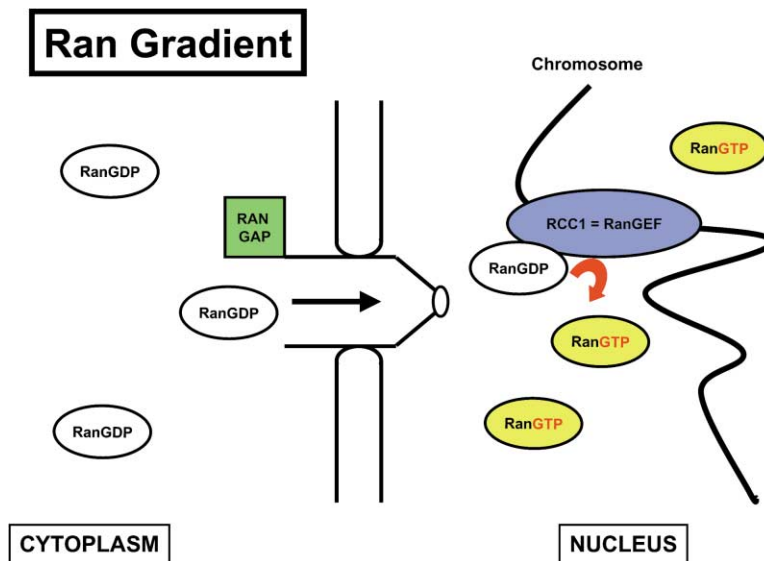 Ran Gradient
Chromosome
RanGTP
RanGDP
RAN
GAP
RCC1 = RanGEF
RanGDP
RanGDP
RanGTP
RanGTP
RanGDP
CYTOPLASM
NUCLEUS